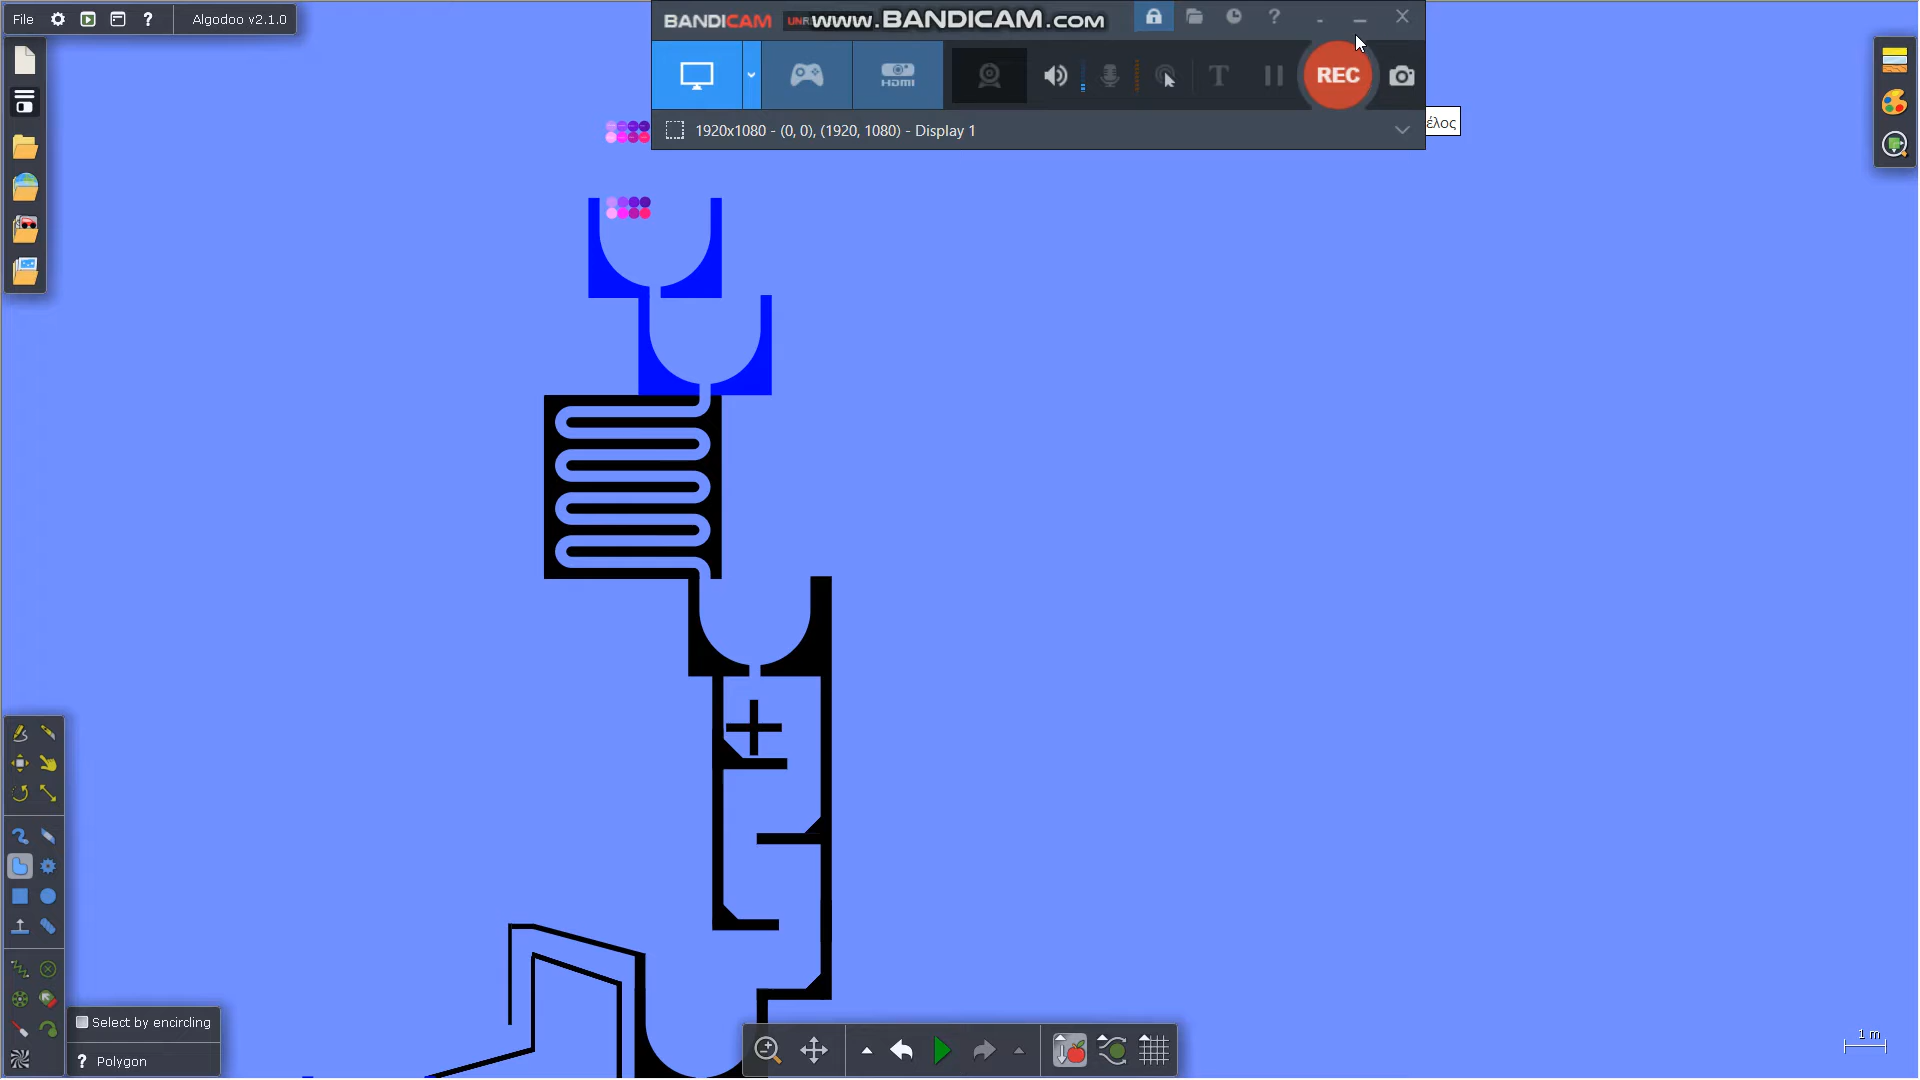 File ? Algodoo v2.1.0
BANDICAM www.BANDICAM.com
HDMI T REC
1920x1080 - (0, 0), (1920, 1080) - Display 1
έλος
Select by encircling
? Polygon
1 m